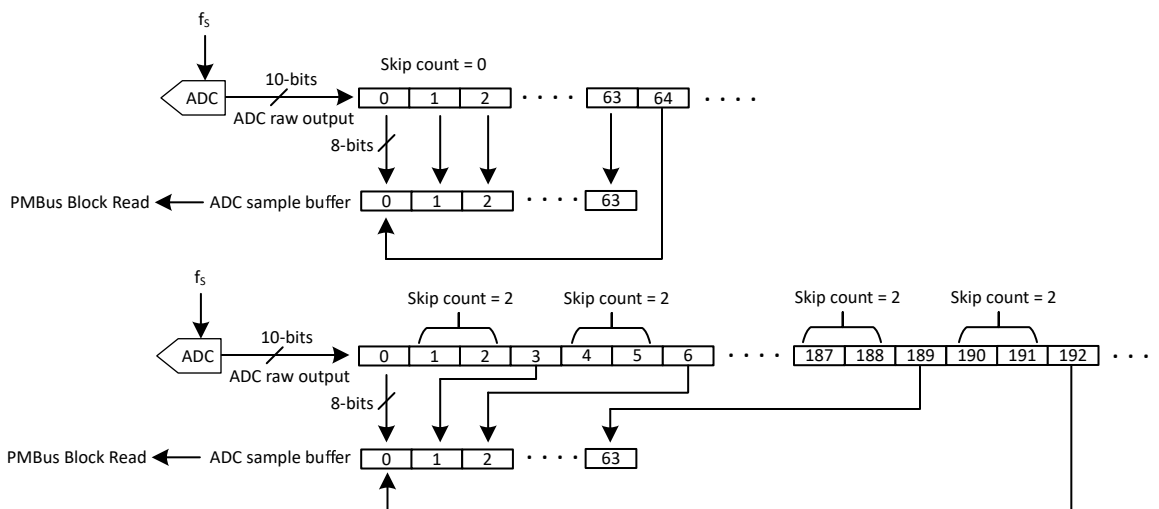 fS
Skip count = 0
10-bits
ADC
0 1 2 · · · · 63 64 · · · ·
ADC raw output
8-bits
PMBus Block Read ADC sample buffer 0 1 2 · · · · 63
fS
Skip count = 2 Skip count = 2 Skip count = 2 Skip count = 2
10-bits
ADC 0 1 2 3 4 5 6 · · · · 187 188 189 190 191 192 · · ·
ADC raw output
8-bits
PMBus Block Read ADC sample buffer 0 1 2 · · · · 63